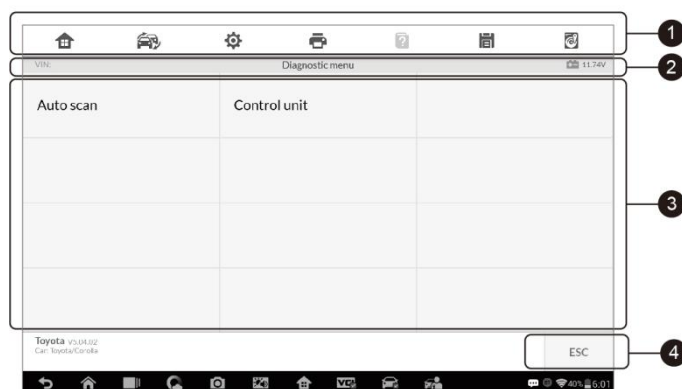 1
VIN:
Diagnostic menu
11.74V
2
Auto scan
Control unit
3
Toyota V5.04.02
Car: Toyota/Corolla
ESC
4
VCI
40%
6:01